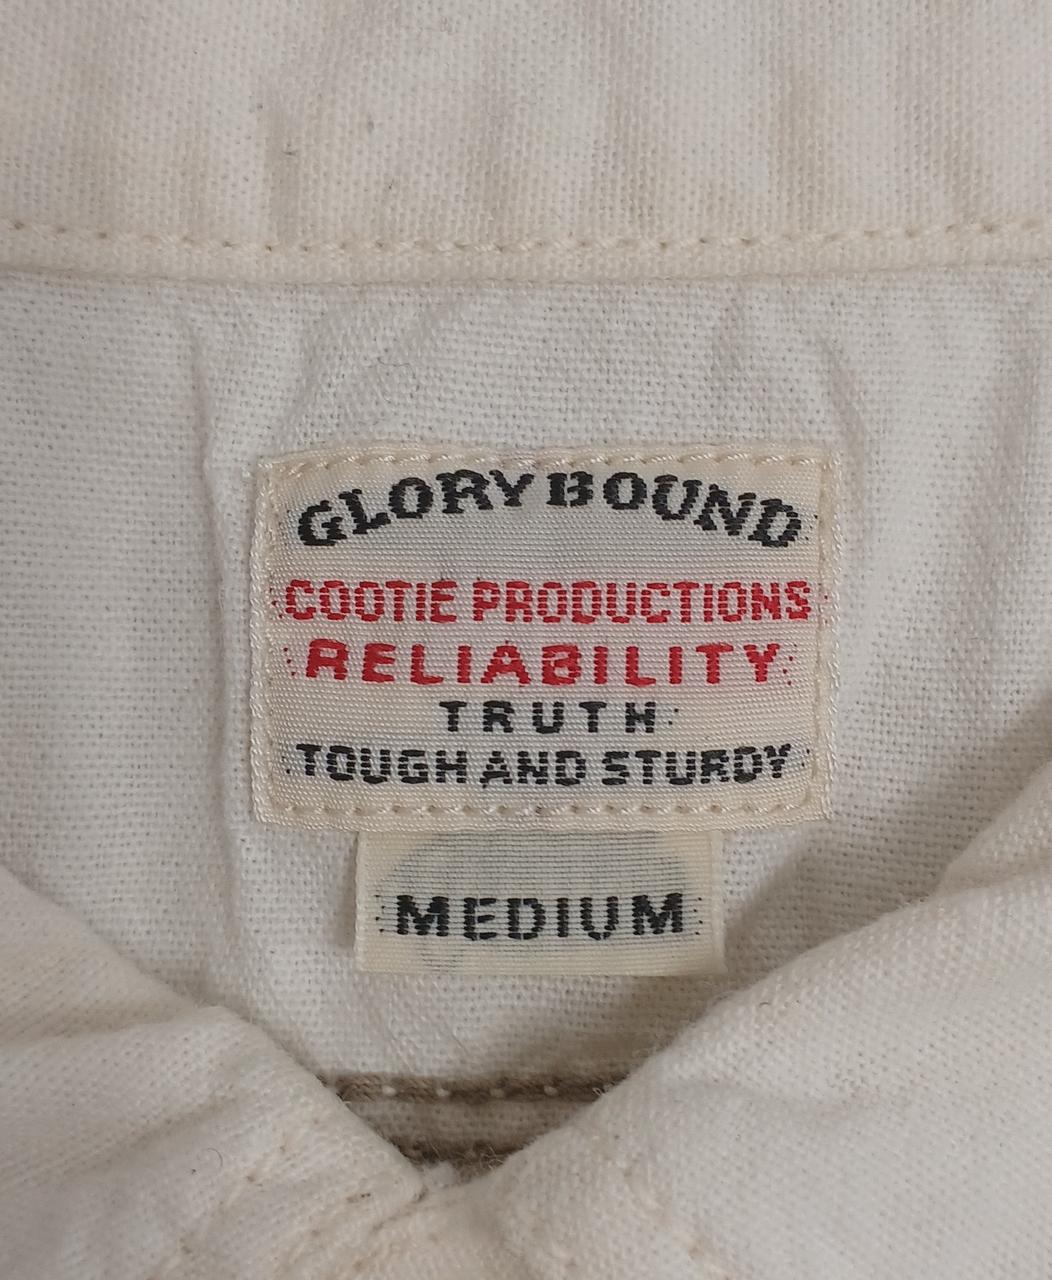 GLORY BOUND
COOTIE PRODUCTIONS
RELIABILITY
TRUTH
TOUGH AND STURDY
MEDIUM